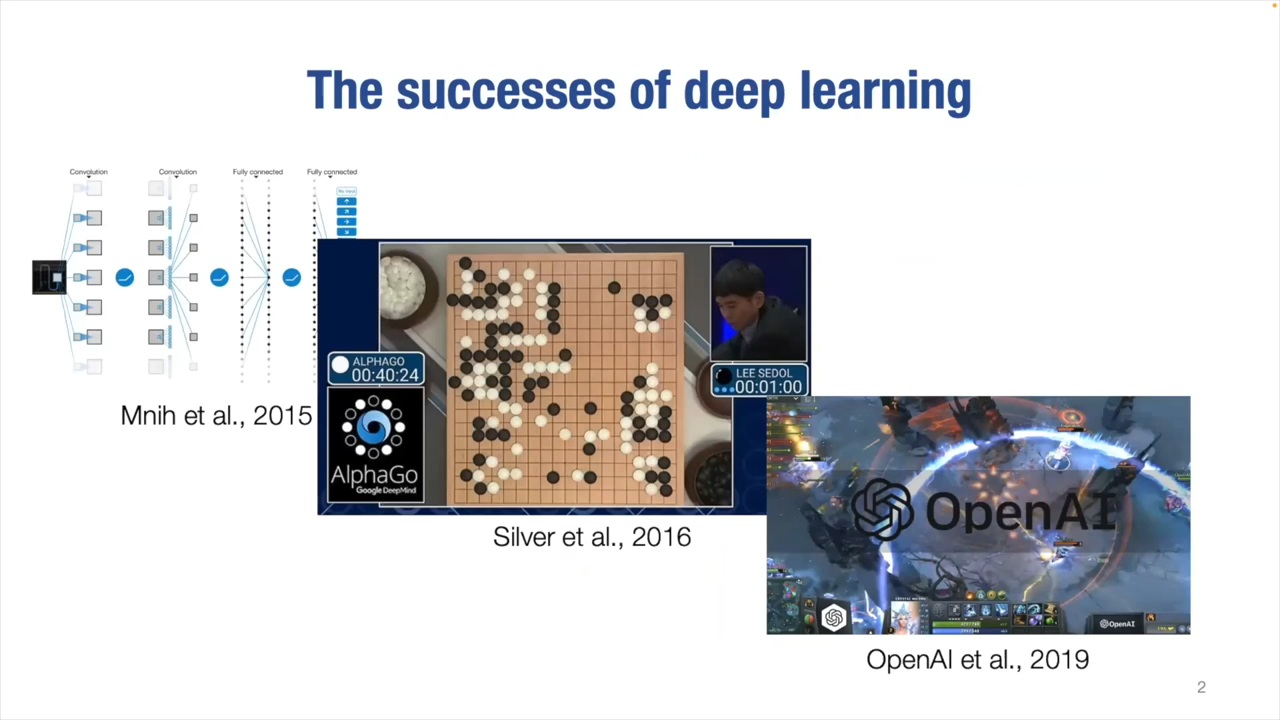 The successes of deep learning
Convolution
Convolution
Fully connected
Fully connected
No input
Mnih et al., 2015
ALPHAGO
00:40:24
AlphaGo
Google DeepMind
LEE SEDOL
00:01:00
Silver et al., 2016
OpenAI
OpenAI
OpenAI et al., 2019
2